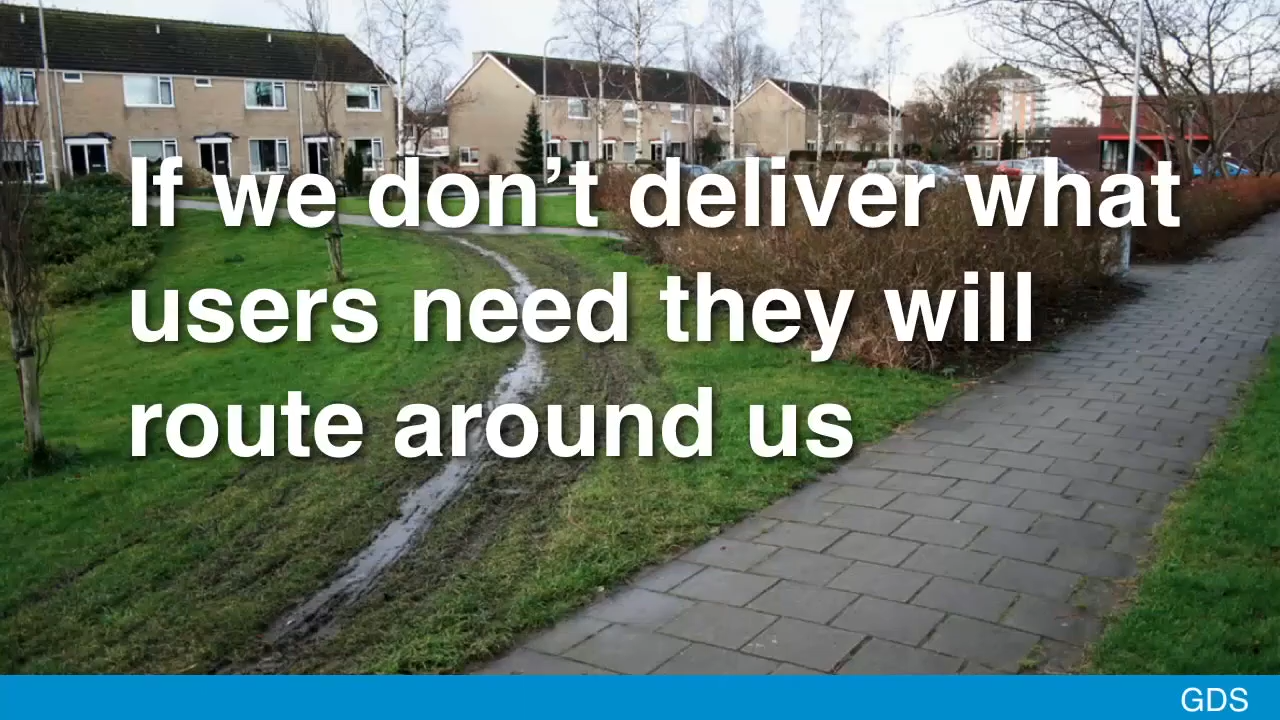 If we don’t deliver what
users need they will
route around us
GDS